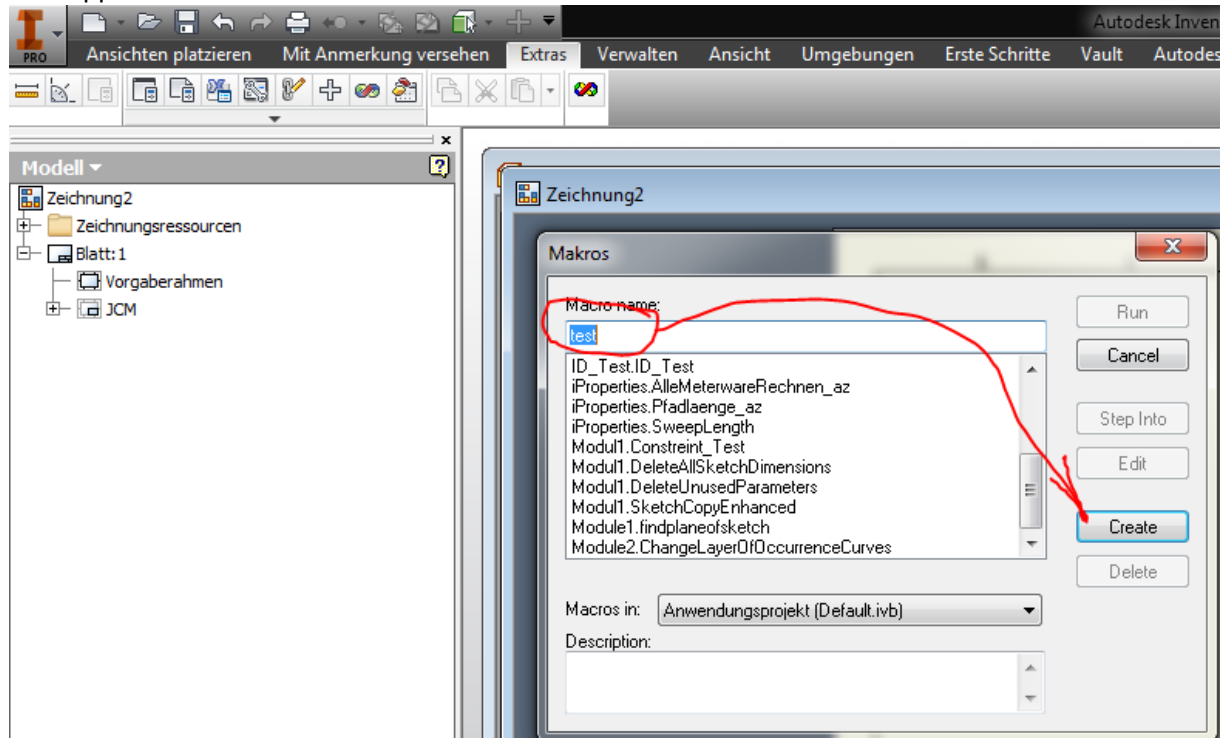 PRO
Autodesk Inven
Ansichten platzieren Mit Anmerkung versehen Extras Verwalten Ansicht Umgebungen Erste Schritte Vault Autodes
Modell
Zeichnung2
Zeichnungsressourcen
Blatt:1
Vorgaberahmen
JCM
Zeichnung2
Makros
Macro name:
test
ID_Test.ID_Test
iProperties.AlleMeterwareRechnen_az
iProperties.Pfadlaenge_az
iProperties.SweepLength
Modul1.Constreint_Test
Modul1.DeleteAllSketchDimensions
Modul1.DeleteUnusedParameters
Modul1.SketchCopyEnhanced
Module1.findplaneofsketch
Module2.ChangeLayerOfOccurrenceCurves
Run
Cancel
Step Into
Edit
Create
Delete
Macros in: Anwendungsprojekt (Default.ivb)
Description: